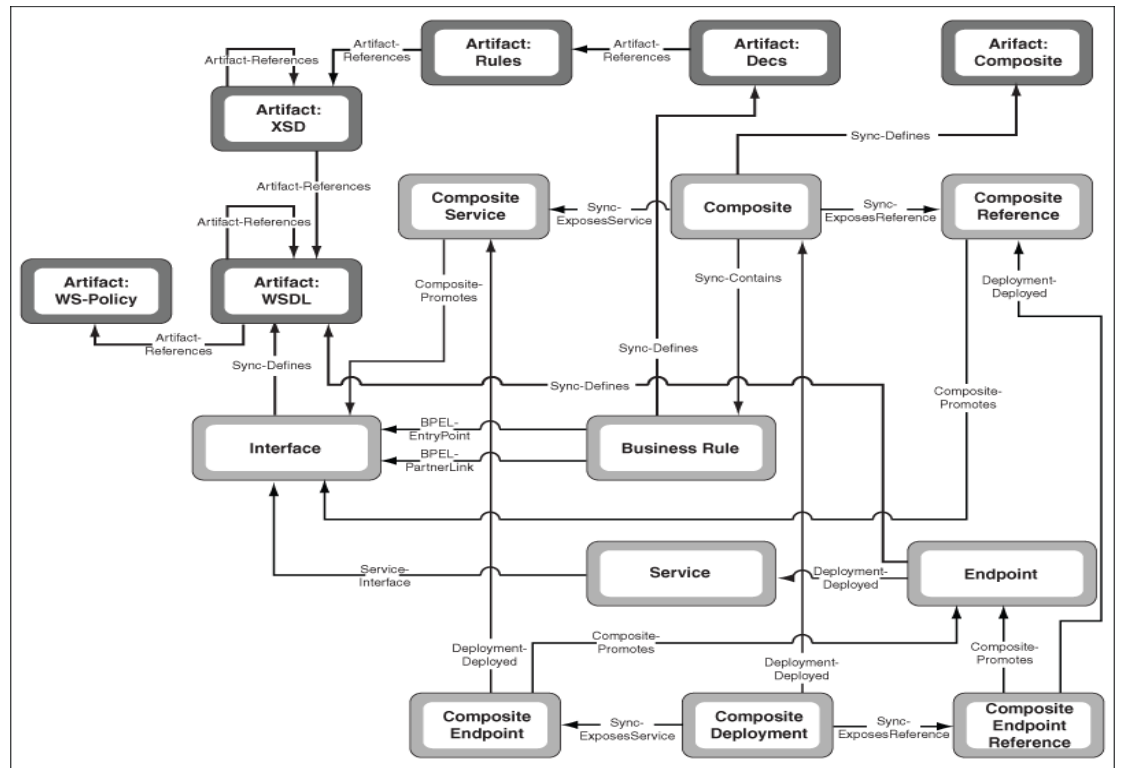 Artifact-
References
Artifact:
Rules
Artifact-
References
Artifact:
Decs
Arifact:
Composite
Artifact-References
Artifact:
XSD
Sync-Defines
Artifact-References
Composite
Service
Sync-
ExposesService
Composite
Sync-
ExposesReference
Composite
Reference
Artifact-References
Artifact:
WS-Policy
Artifact:
WSDL
Composite-
Promotes
Sync-Contains
Deployment-
Deployed
Artifact-
References
Sync-Defines
Sync-Defines
Sync-Defines
Composite-
Promotes
Interface
BPEL-
EntryPoint
BPEL-
PartnerLink
Business Rule
Service-
Interface
Service
Deployment-
Deployed
Endpoint
Deployment-
Deployed
Composite-
Promotes
Deployment-
Deployed
Composite-
Promotes
Composite
Endpoint
Sync-
ExposesService
Composite
Deployment
Sync-
ExposesReference
Composite
Endpoint
Reference